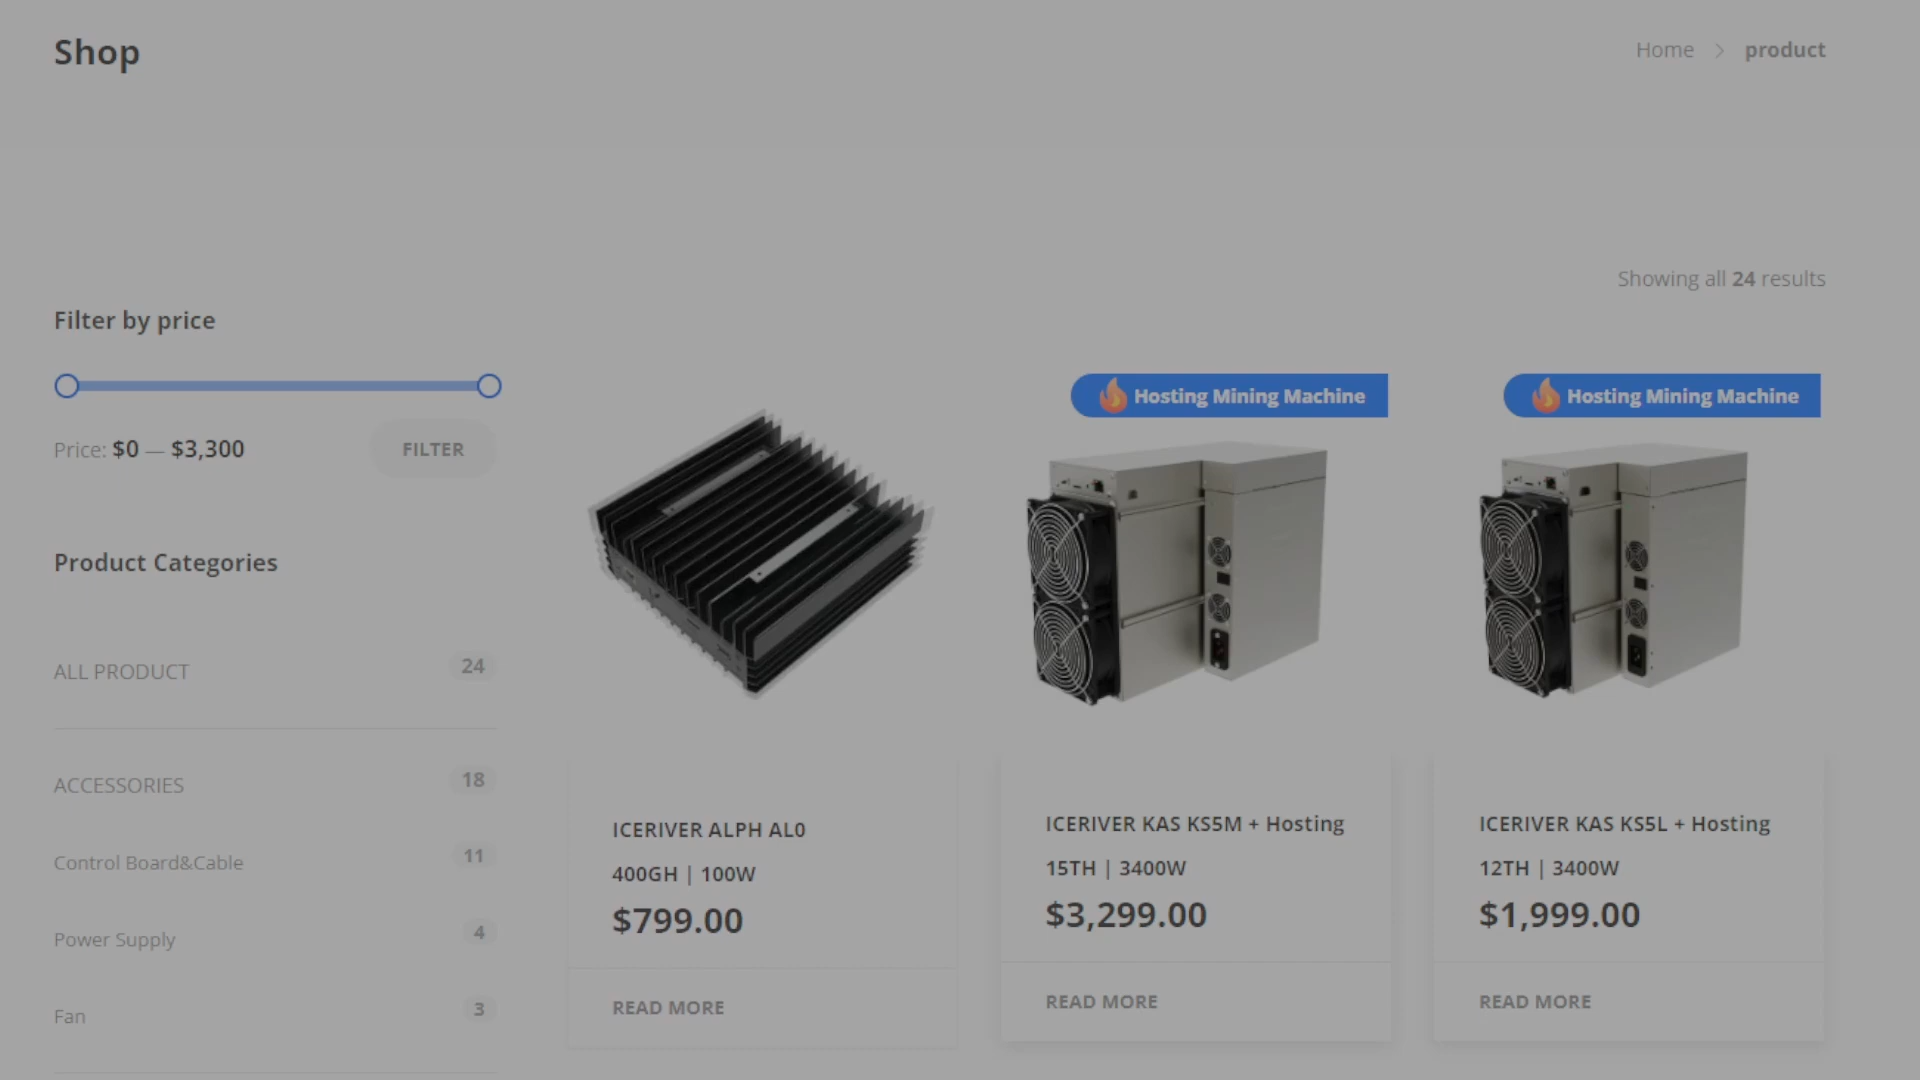 Shop
Home > product
Showing all 24 results
Filter by price
Price: $0 — $3,300
FILTER
Product Categories
ALL PRODUCT 24
ACCESSORIES 18
Control Board&Cable 11
Power Supply 4
Fan 3
ICERIVER ALPH AL0
400GH | 100W
$799.00
READ MORE
Hosting Mining Machine
ICERIVER KAS KS5M + Hosting
15TH | 3400W
$3,299.00
READ MORE
Hosting Mining Machine
ICERIVER KAS KS5L + Hosting
12TH | 3400W
$1,999.00
READ MORE